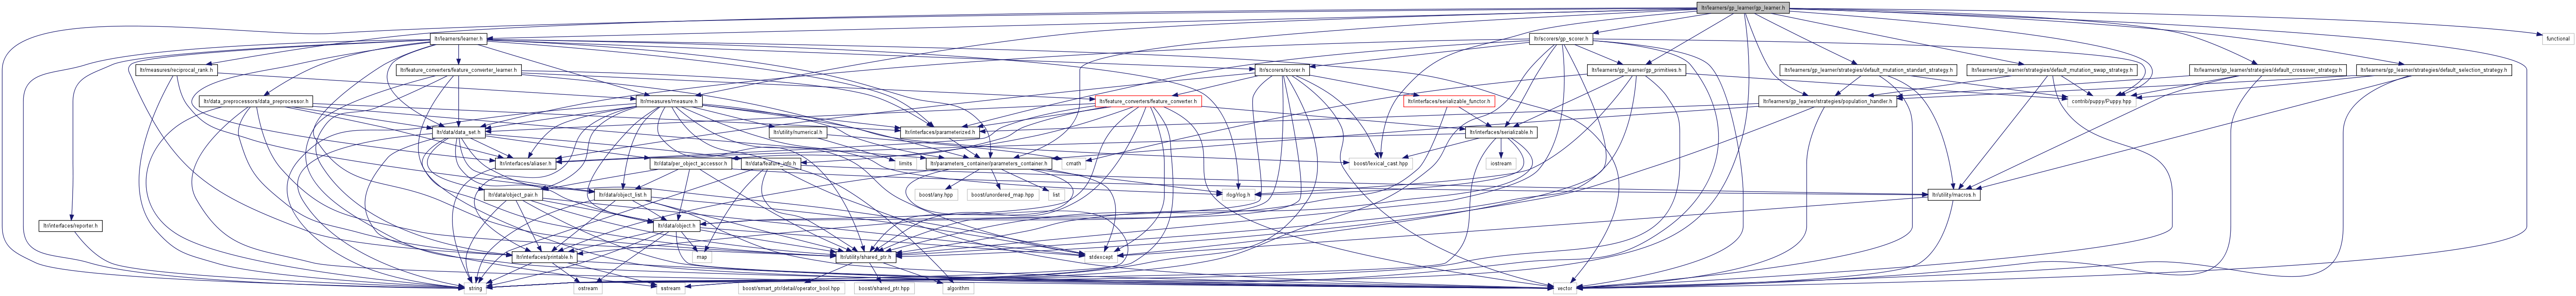 ltr/learners/gp_learner/gp_learner.h
ltr/learners/learner.h
ltr/scorers/gp_scorer.h
functional
ltr/measures/reciprocal_rank.h
ltr/feature_converters/feature_converter_learner.h
ltr/scorers/scorer.h
ltr/learners/gp_learner/gp_primitives.h
ltr/learners/gp_learner/strategies/default_mutation_standart_strategy.h
ltr/learners/gp_learner/strategies/default_mutation_swap_strategy.h
ltr/learners/gp_learner/strategies/default_crossover_strategy.h
ltr/learners/gp_learner/strategies/default_selection_strategy.h
ltr/data_preprocessors/data_preprocessor.h
ltr/measures/measure.h
ltr/feature_converters/feature_converter.h
ltr/interfaces/serializable_functor.h
ltr/learners/gp_learner/strategies/population_handler.h
contrib/puppy/Puppy.hpp
ltr/data/data_set.h
ltr/utility/numerical.h
ltr/interfaces/parameterized.h
ltr/interfaces/serializable.h
ltr/interfaces/aliaser.h
ltr/data/per_object_accessor.h
ltr/data/feature_info.h
limits
ltr/parameters_container/parameters_container.h
cmath
boost/lexical_cast.hpp
iostream
ltr/data/object_pair.h
ltr/data/object_list.h
boost/any.hpp
boost/unordered_map.hpp
list
rlog/rlog.h
ltr/utility/macros.h
ltr/interfaces/reporter.h
ltr/data/object.h
ltr/interfaces/printable.h
map
ltr/utility/shared_ptr.h
stdexcept
string
ostream
sstream
boost/smart_ptr/detail/operator_bool.hpp
boost/shared_ptr.hpp
algorithm
vector